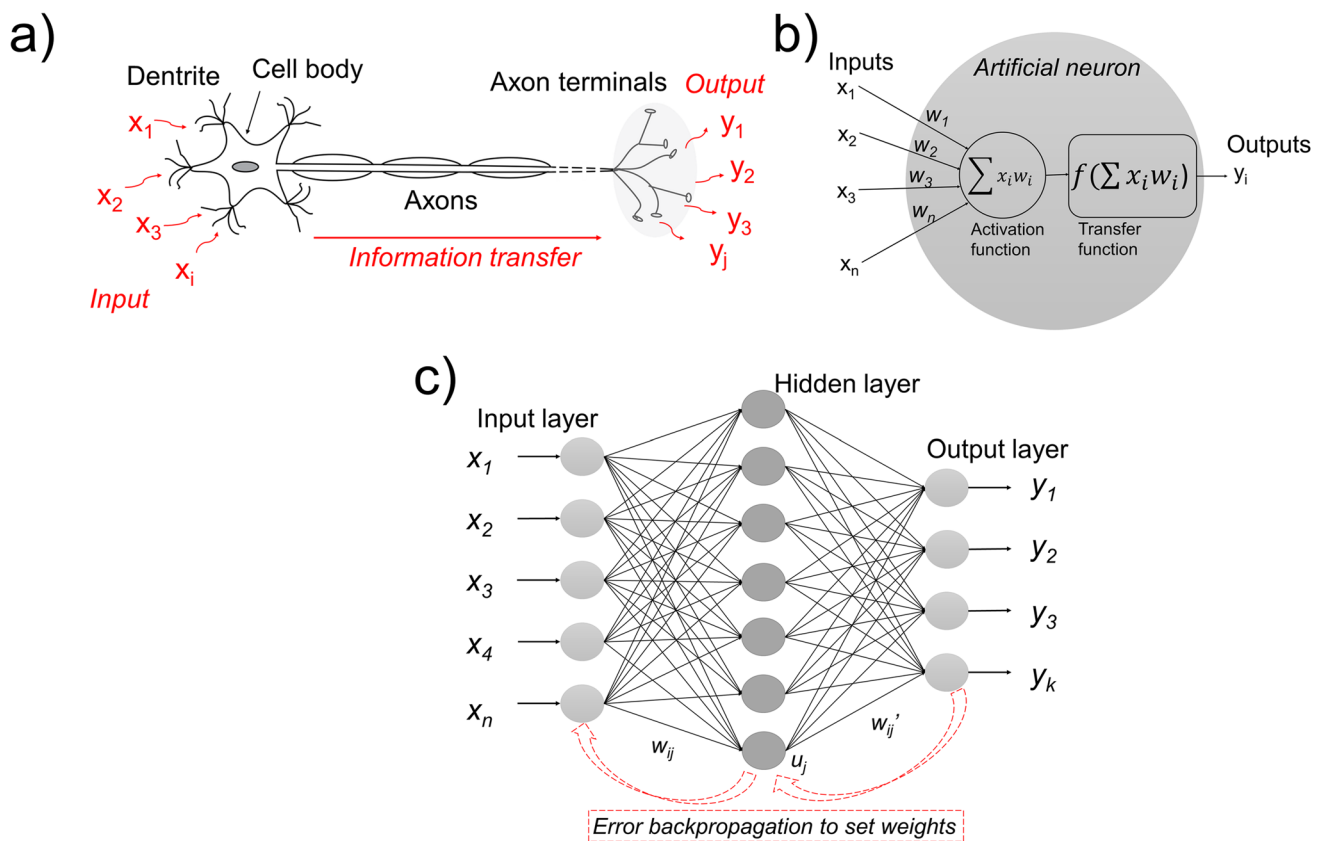 a)
Dentrite
Cell body
Axon terminals
Output
x₁
x₂
x₃
xᵢ
Input
Axons
Information transfer
y₁
y₂
y₃
yⱼ
b)
Inputs
Artificial neuron
x₁
x₂
x₃
xₙ
w₁
w₂
w₃
wₙ
∑ xᵢwᵢ
Activation
function
f(∑ xᵢwᵢ)
Transfer
function
Outputs
yᵢ
c)
Input layer
Hidden layer
Output layer
x₁
x₂
x₃
x₄
xₙ
y₁
y₂
y₃
yₖ
wᵢⱼ
uⱼ
wᵢⱼ'
Error backpropagation to set weights